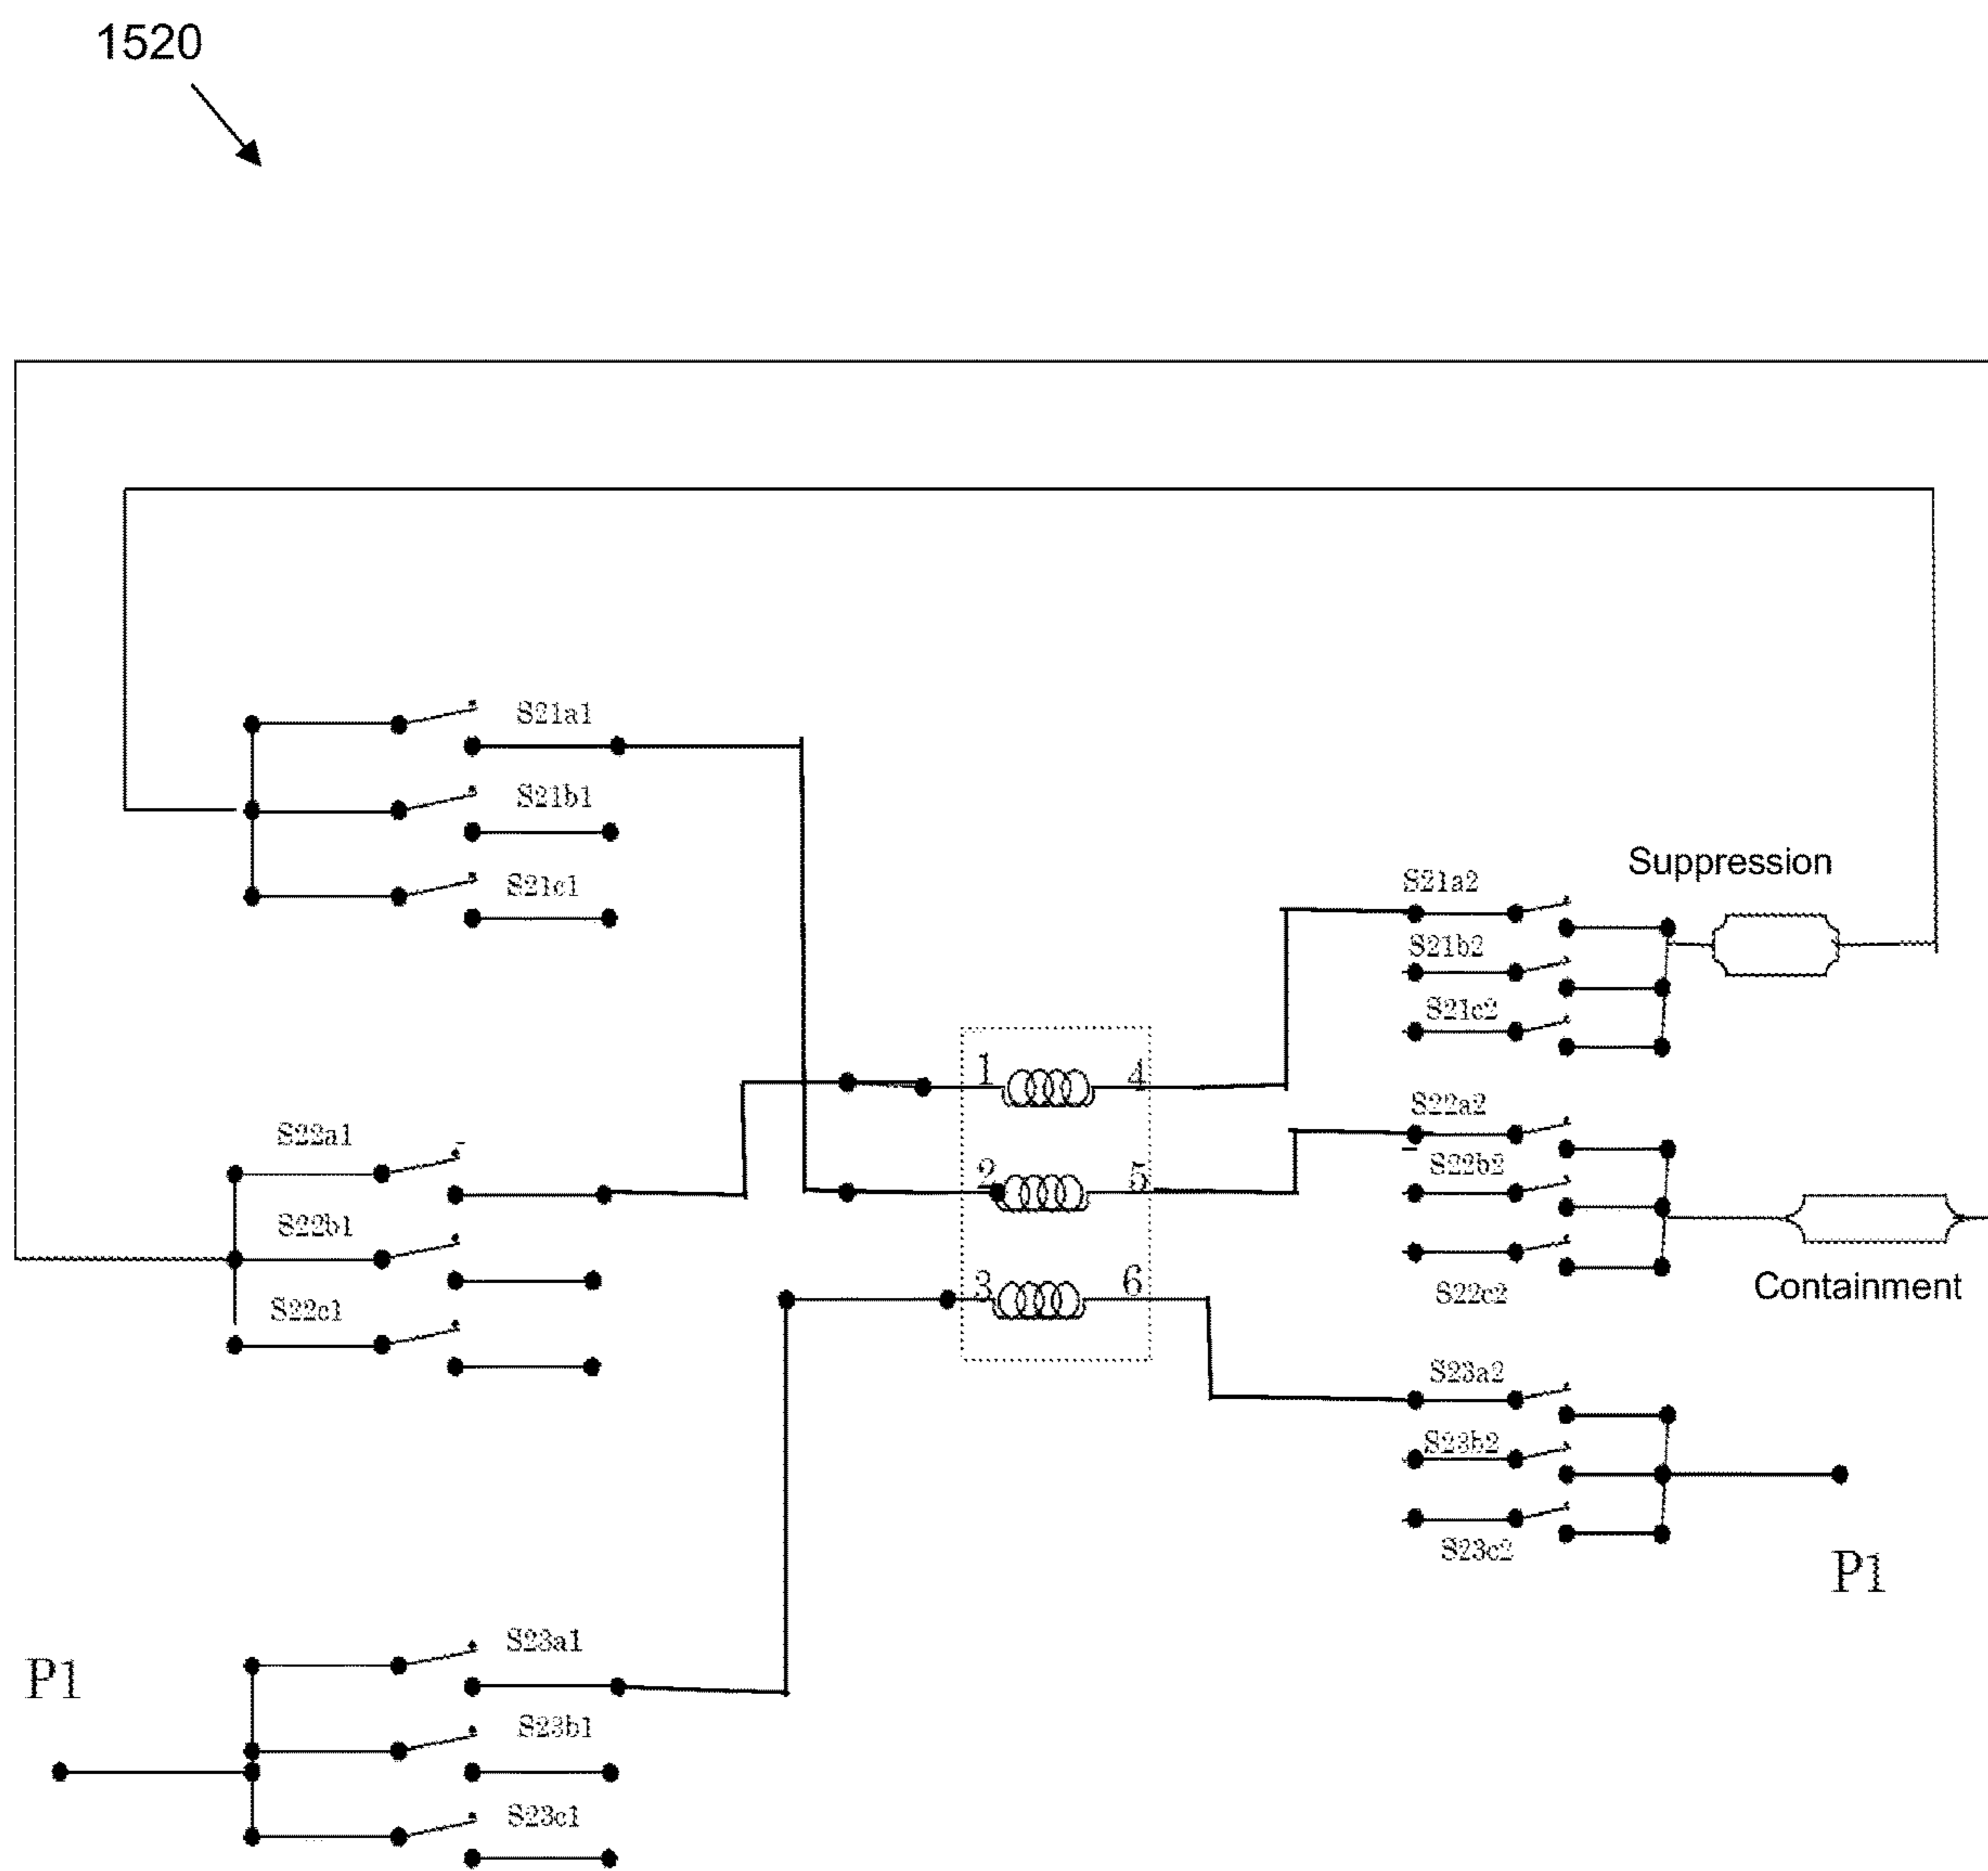 1520
S21a1
S21b1
S21c1
Suppression
S21a2
S21b2
S21c2
1 4
S22a2
S22a1
2 5
S22b2
S22b1
3 6
S22c2
Containment
S22c1
S23a2
S23b2
S23c2
P1
S23a1
P1
S23b1
S23c1